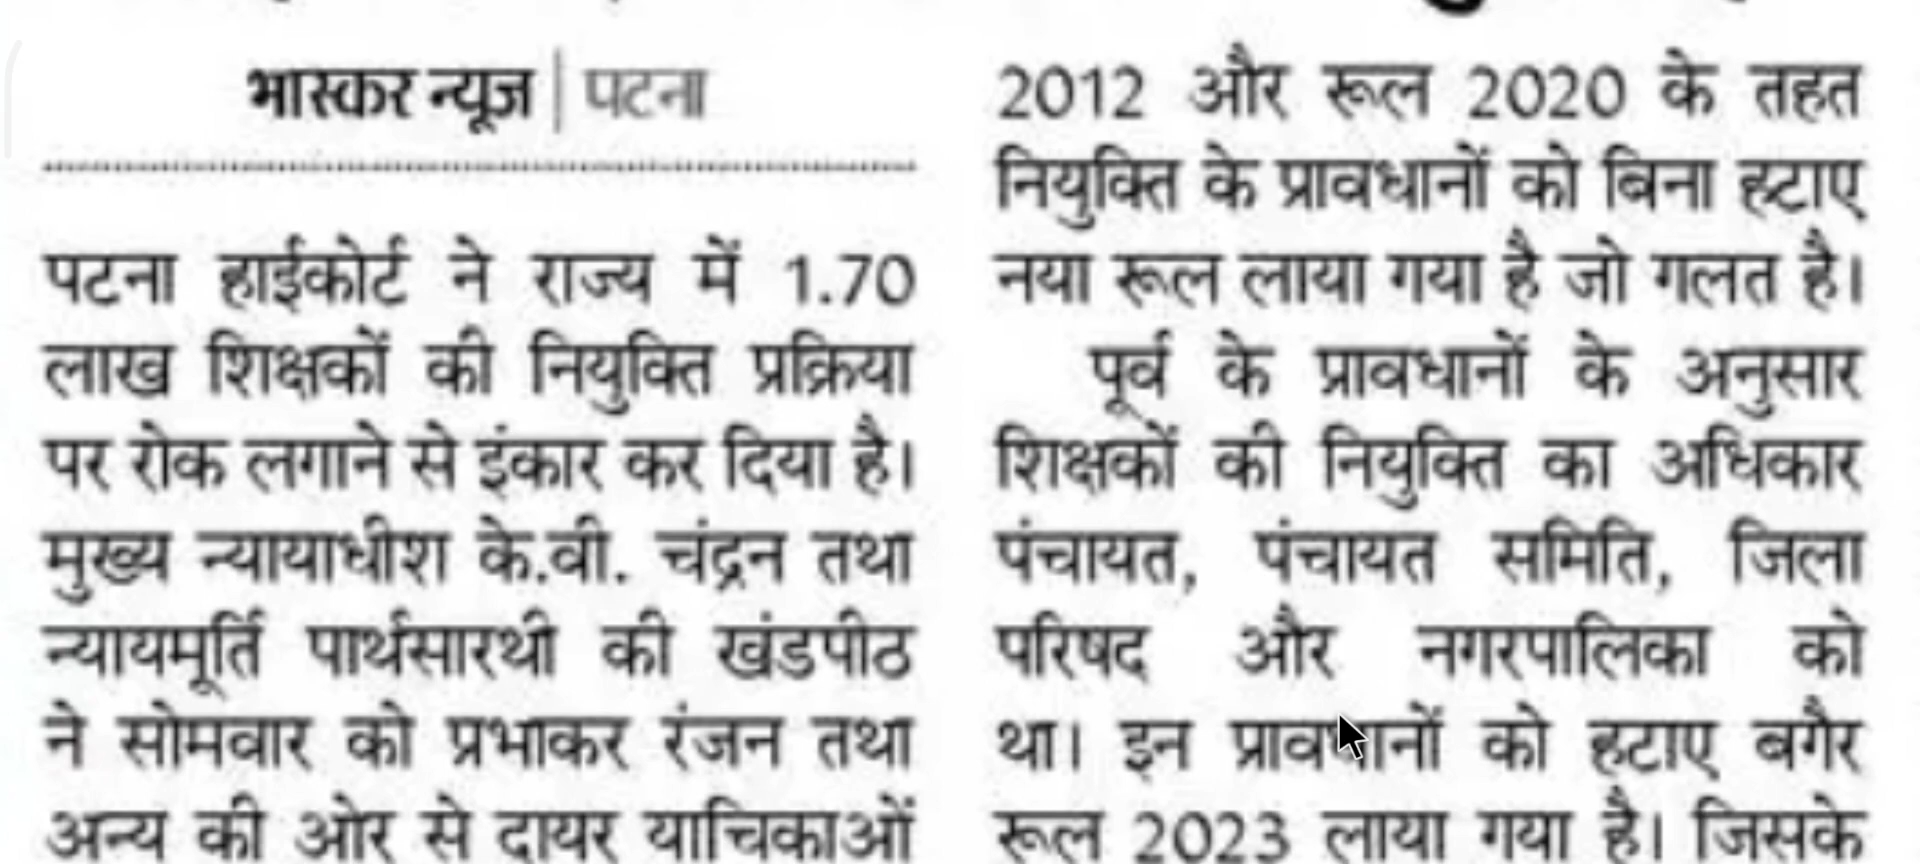 भास्कर न्यूज | पटना
पटना हाईकोर्ट ने राज्य में 1.70
लाख शिक्षकों की नियुक्ति प्रक्रिया
पर रोक लगाने से इंकार कर दिया है।
मुख्य न्यायाधीश के.वी. चंद्रन तथा
न्यायमूर्ति पार्थसारथी की खंडपीठ
ने सोमवार को प्रभाकर रंजन तथा
अन्य की ओर से दायर याचिकाओं
2012 और रूल 2020 के तहत
नियुक्ति के प्रावधानों को बिना हटाए
नया रूल लाया गया है जो गलत है।
पूर्व के प्रावधानों के अनुसार
शिक्षकों की नियुक्ति का अधिकार
पंचायत, पंचायत समिति, जिला
परिषद और नगरपालिका को
था। इन प्रावधानों को हटाए बगैर
रूल 2023 लाया गया है। जिसके